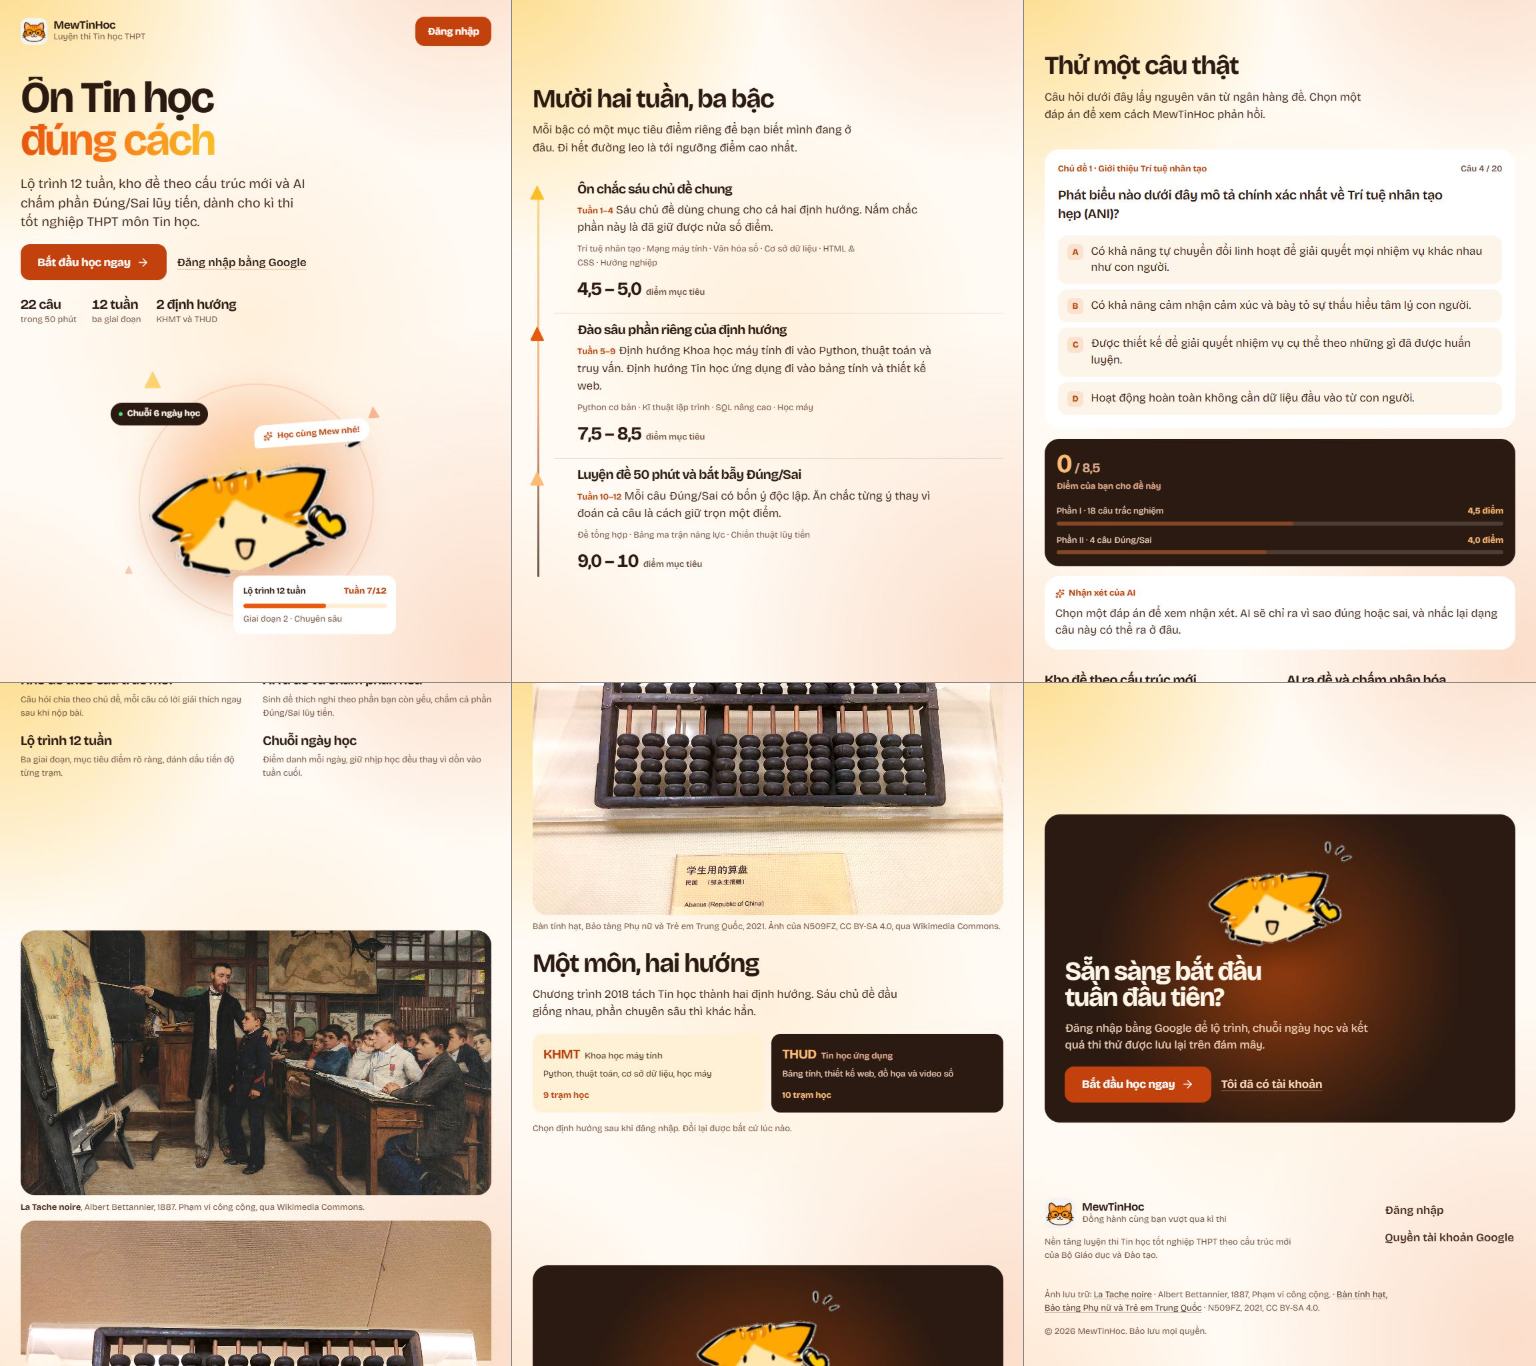 MewTinHoc
Luyện thi Tin học THPT
Đăng nhập
Ôn Tin học
đúng cách
Lộ trình 12 tuần, kho đề theo cấu trúc mới và AI
chấm phần Đúng/Sai lũy tiến, dành cho kì thi
tốt nghiệp THPT môn Tin học.
Bắt đầu học ngay →
Đăng nhập bằng Google
22 câu
trong 50 phút
12 tuần
ba giai đoạn
2 định hướng
KHMT và THUD
Chuỗi 6 ngày học
Học cùng Mew nhé!
Lộ trình 12 tuần
Tuần 7/12
Giai đoạn 2 · Chuyên sâu
Mười hai tuần, ba bậc
Mỗi bậc có một mục tiêu điểm riêng để bạn biết mình đang ở
đâu. Đi hết đường leo là tới ngưỡng điểm cao nhất.
Ôn chắc sáu chủ đề chung
Tuần 1–4 Sáu chủ đề dùng chung cho cả hai định hướng. Nắm chắc
phần này là đã giữ được nửa số điểm.
Trí tuệ nhân tạo · Mạng máy tính · Văn hóa số · Cơ sở dữ liệu · HTML &
CSS · Hướng nghiệp
4,5 – 5,0 điểm mục tiêu
Đào sâu phần riêng của định hướng
Tuần 5–9 Định hướng Khoa học máy tính đi vào Python, thuật toán và
truy vấn. Định hướng Tin học ứng dụng đi vào bảng tính và thiết kế
web.
Python cơ bản · Kĩ thuật lập trình · SQL nâng cao · Học máy
7,5 – 8,5 điểm mục tiêu
Luyện đề 50 phút và bắt bẫy Đúng/Sai
Tuần 10–12 Mỗi câu Đúng/Sai có bốn ý độc lập. Ăn chắc từng ý thay vì
đoán cả câu là cách giữ trọn một điểm.
Đề tổng hợp · Bảng ma trận năng lực · Chiến thuật lũy tiến
9,0 – 10 điểm mục tiêu
Thử một câu thật
Câu hỏi dưới đây lấy nguyên văn từ ngân hàng đề. Chọn một
đáp án để xem cách MewTinHoc phản hồi.
Chủ đề 1 · Giới thiệu Trí tuệ nhân tạo
Câu 4 / 20
Phát biểu nào dưới đây mô tả chính xác nhất về Trí tuệ nhân tạo
hẹp (ANI)?
A Có khả năng tự chuyển đổi linh hoạt để giải quyết mọi nhiệm vụ khác nhau
như con người.
B Có khả năng cảm nhận cảm xúc và bày tỏ sự thấu hiểu tâm lý con người.
C Được thiết kế để giải quyết nhiệm vụ cụ thể theo những gì đã được huấn
luyện.
D Hoạt động hoàn toàn không cần dữ liệu đầu vào từ con người.
0 / 8,5
Điểm của bạn cho đề này
Phần I · 18 câu trắc nghiệm
4,5 điểm
Phần II · 4 câu Đúng/Sai
4,0 điểm
Nhận xét của AI
Chọn một đáp án để xem nhận xét. AI sẽ chỉ ra vì sao đúng hoặc sai, và nhắc lại dạng
câu này có thể ra ở đâu.
Kho đề theo cấu trúc mới
AI ra đề và chấm phân hóa
Câu hỏi chia theo chủ đề, mỗi câu có lời giải thích ngay
sau khi nộp bài.
Sinh đề thích nghi theo phần bạn còn yếu, chấm cả phần
Đúng/Sai lũy tiến.
Lộ trình 12 tuần
Ba giai đoạn, mục tiêu điểm rõ ràng, đánh dấu tiến độ
từng trạm.
Chuỗi ngày học
Điểm danh mỗi ngày, giữ nhịp học đều thay vì dồn vào
tuần cuối.
La Tache noire, Albert Bettannier, 1887. Phạm vi công cộng, qua Wikimedia Commons.
学生用的算盘
民国
Abacus (Republic of China)
Bàn tính hạt, Bảo tàng Phụ nữ và Trẻ em Trung Quốc, 2021. Ảnh của N509FZ, CC BY-SA 4.0, qua Wikimedia Commons.
Một môn, hai hướng
Chương trình 2018 tách Tin học thành hai định hướng. Sáu chủ đề đầu
giống nhau, phần chuyên sâu thì khác hẳn.
KHMT Khoa học máy tính
Python, thuật toán, cơ sở dữ liệu, học máy
9 trạm học
THUD Tin học ứng dụng
Bảng tính, thiết kế web, đồ họa và video số
10 trạm học
Chọn định hướng sau khi đăng nhập. Đổi lại được bất cứ lúc nào.
Sẵn sàng bắt đầu
tuần đầu tiên?
Đăng nhập bằng Google để lộ trình, chuỗi ngày học và kết
quả thi thử được lưu lại trên đám mây.
Bắt đầu học ngay →
Tôi đã có tài khoản
MewTinHoc
Đồng hành cùng bạn vượt qua kì thi
Nền tảng luyện thi Tin học tốt nghiệp THPT theo cấu trúc mới
của Bộ Giáo dục và Đào tạo.
Đăng nhập
Quyền tài khoản Google
Ảnh lưu trữ: La Tache noire · Albert Bettannier, 1887, Phạm vi công cộng. · Bàn tính hạt,
Bảo tàng Phụ nữ và Trẻ em Trung Quốc · N509FZ, 2021, CC BY-SA 4.0.
© 2026 MewTinHoc. Bảo lưu mọi quyền.